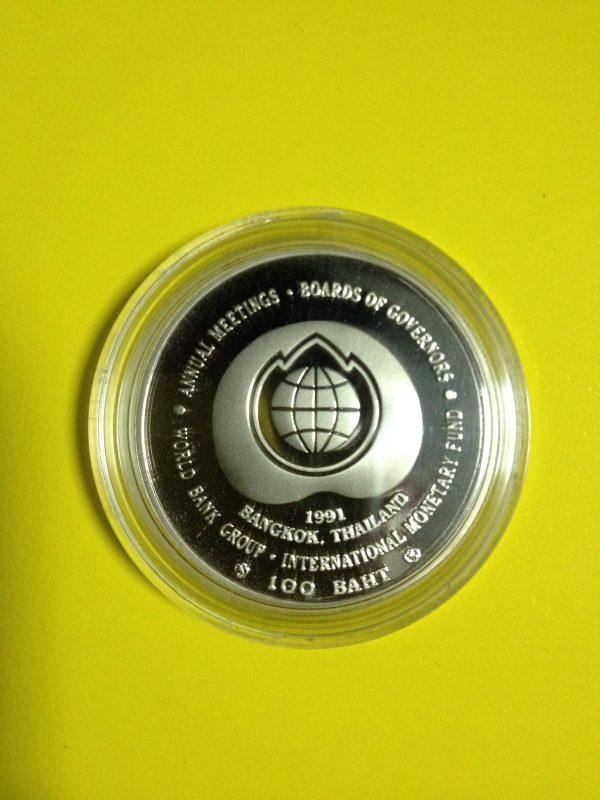 • ANNUAL MEETINGS • BOARDS OF GOVERNORS •
WORLD BANK GROUP • INTERNATIONAL MONETARY FUND
1991
BANGKOK, THAILAND
100 BAHT